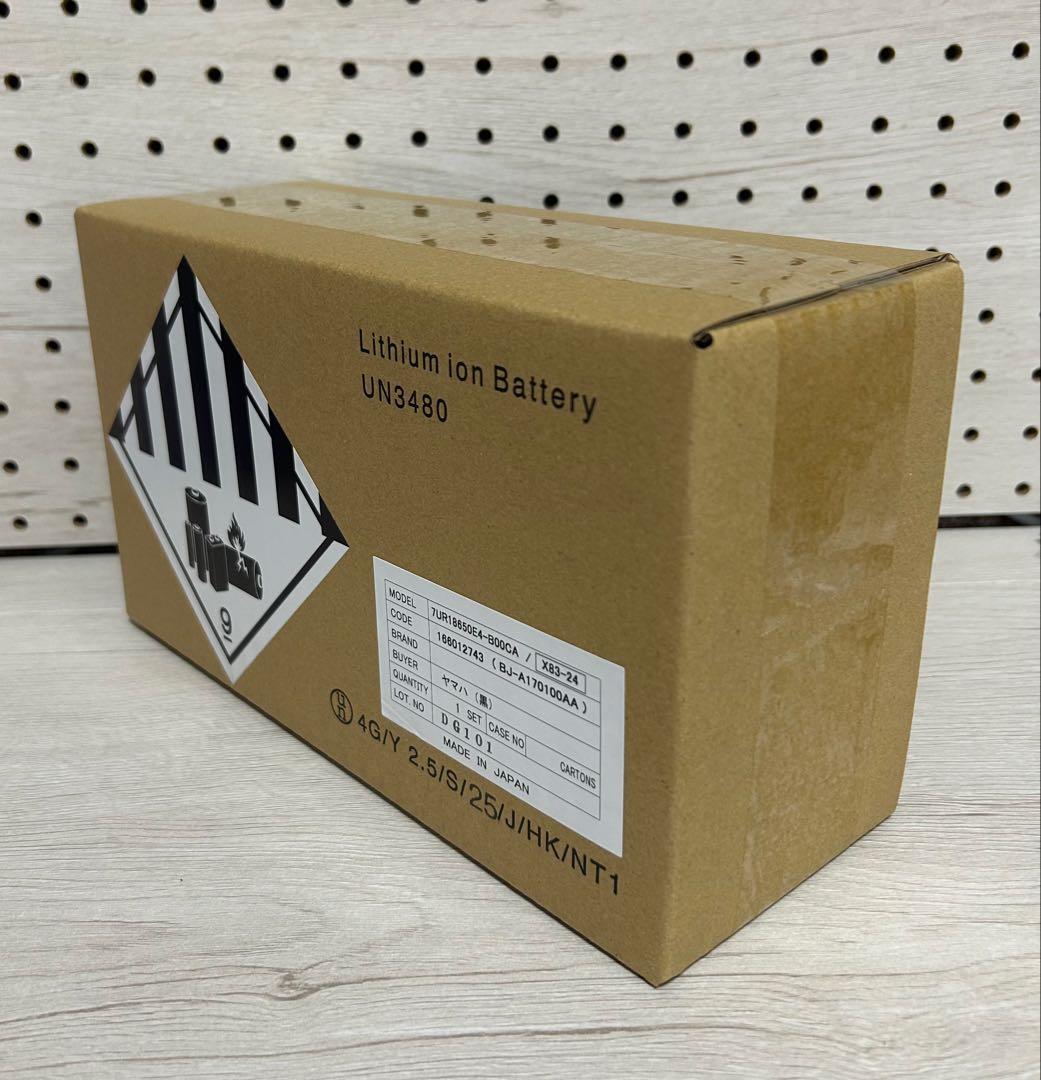 Lithium ion Battery
UN3480
9
MODEL 7UR18650E4-B00CA / X83-24
CODE 166012743 ( BJ-A170100AA )
BRAND
BUYER ヤマハ (黒)
QUANTITY 1 SET CASE NO CARTONS
LOT. NO DG101
MADE IN JAPAN
un 4G/Y 2.5/S/25/J/HK/NT1